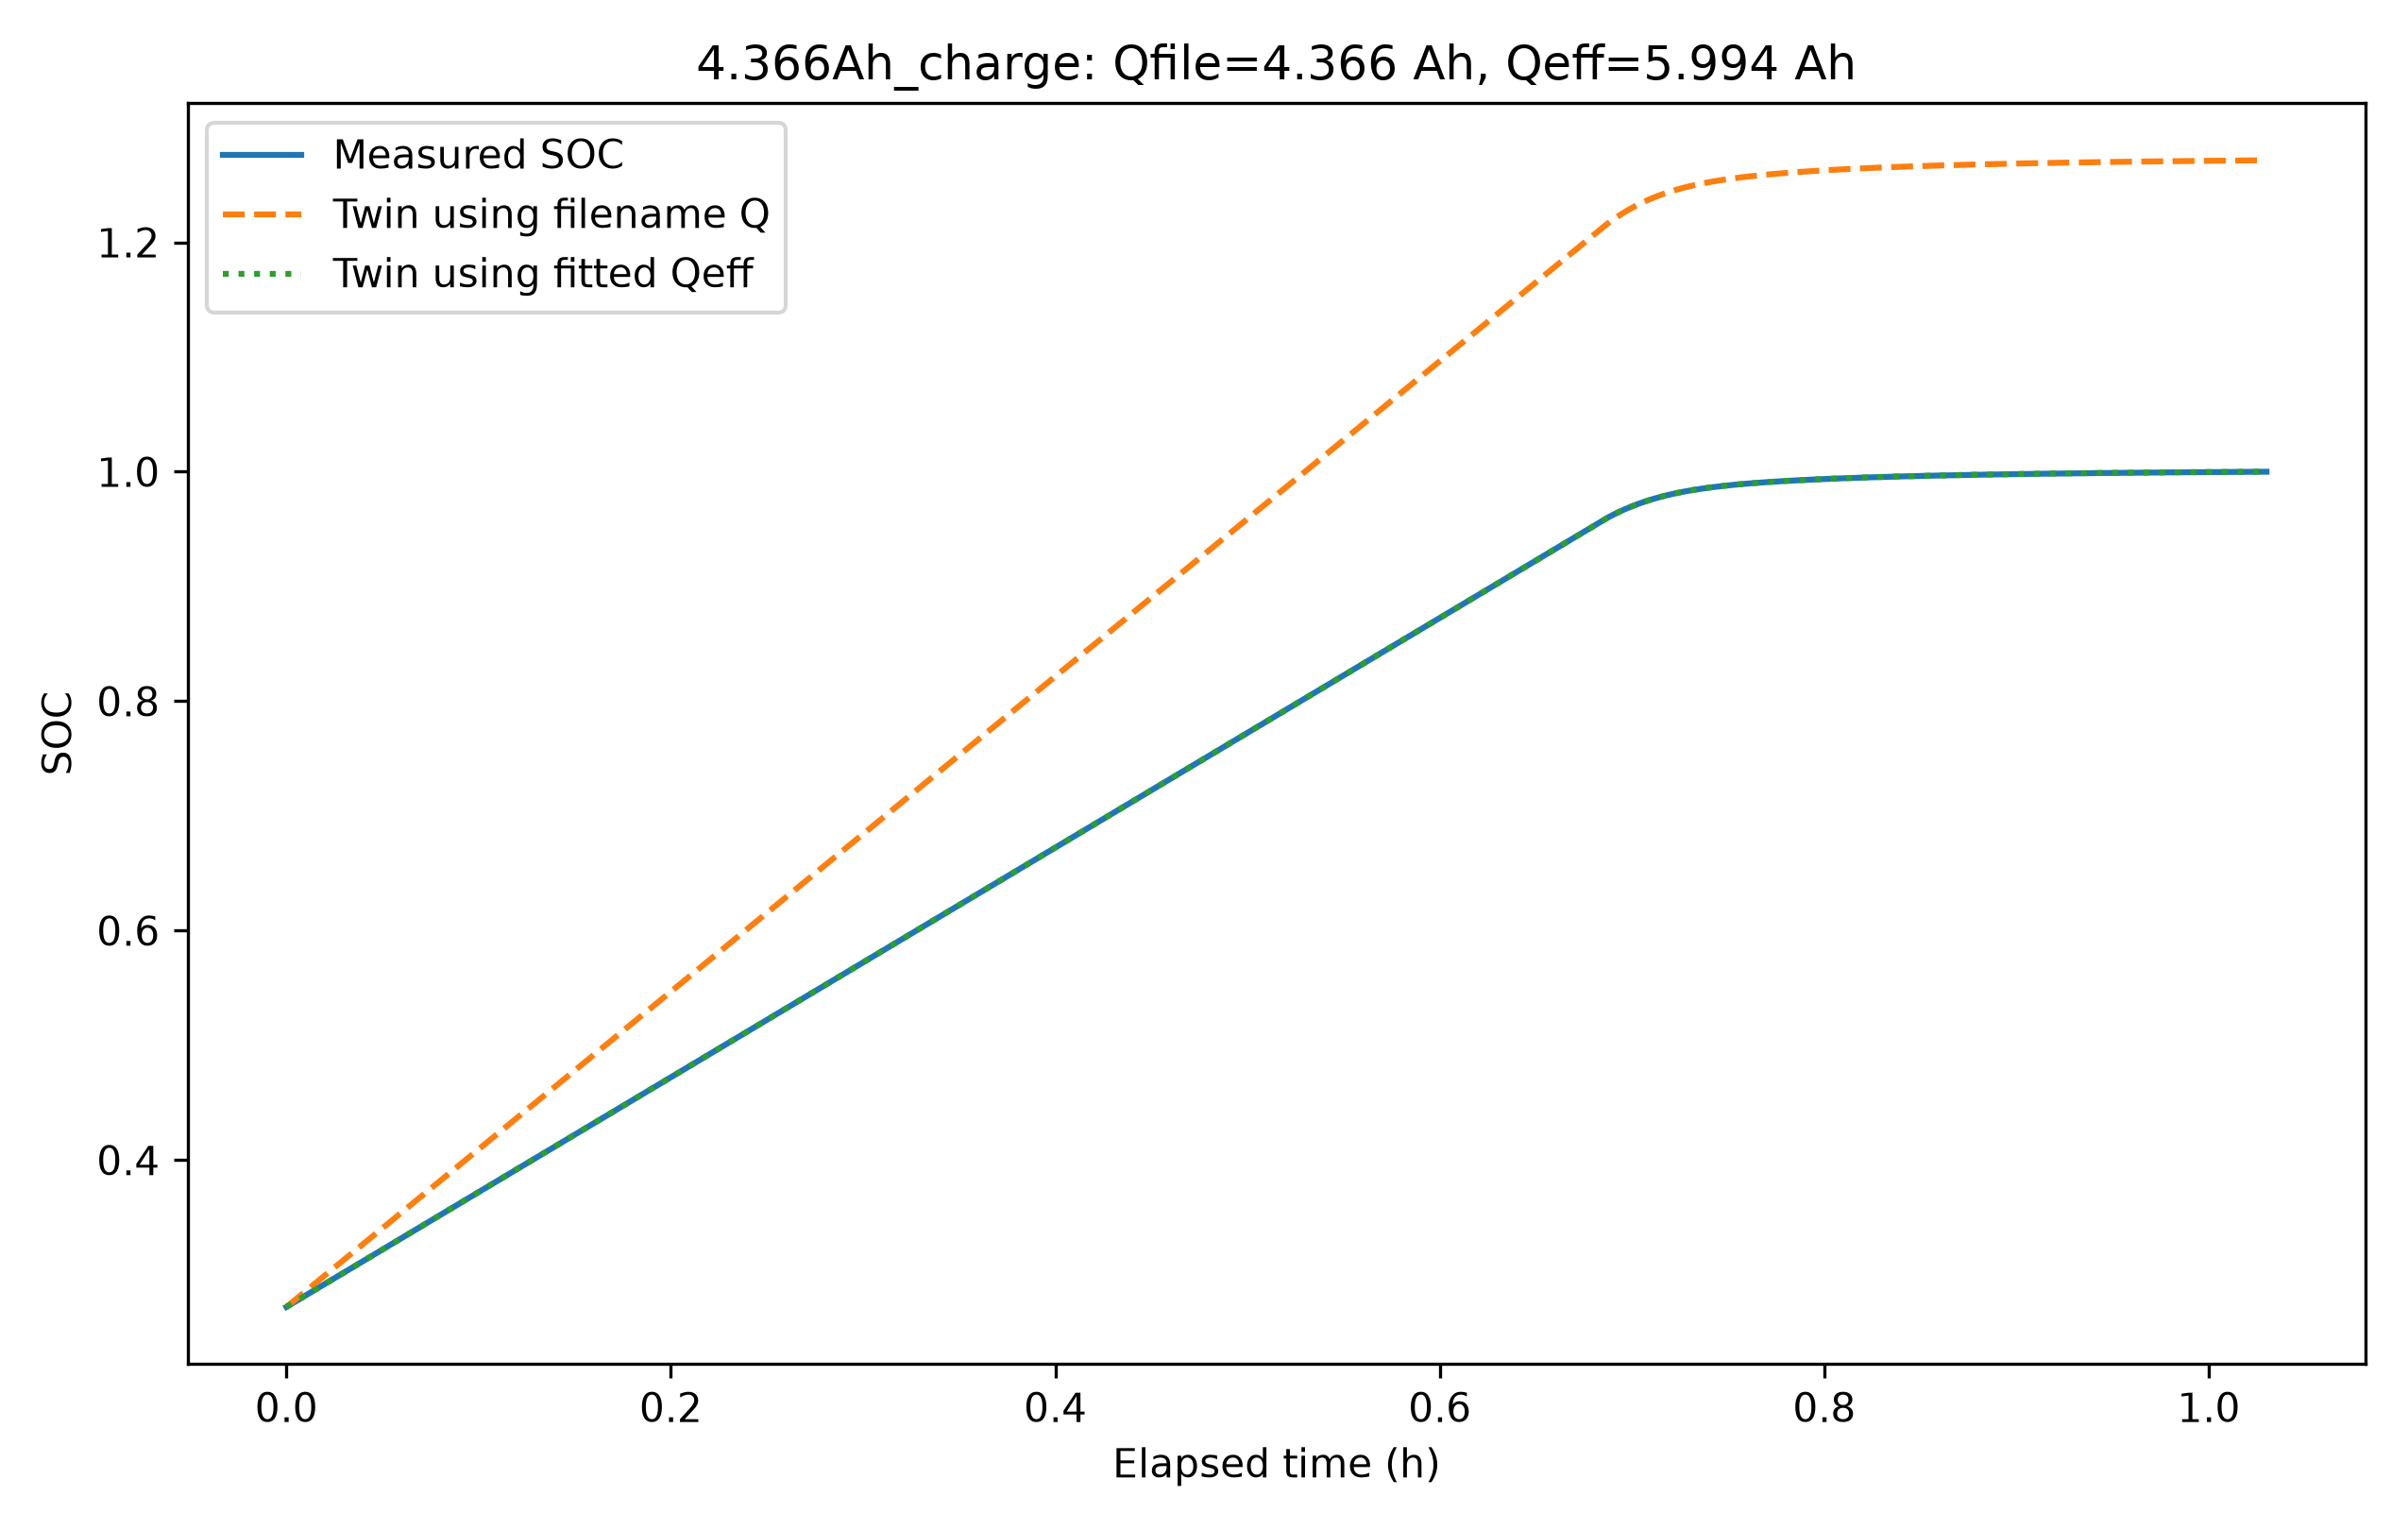 4.366Ah_charge: Qfile=4.366 Ah, Qeff=5.994 Ah
Measured SOC
Twin using filename Q
Twin using fitted Qeff
1.2
1.0
0.8
0.6
0.4
SOC
0.0 0.2 0.4 0.6 0.8 1.0
Elapsed time (h)